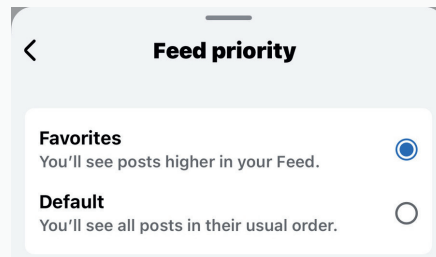 Feed priority
Favorites
You'll see posts higher in your Feed.
Default
You'll see all posts in their usual order.